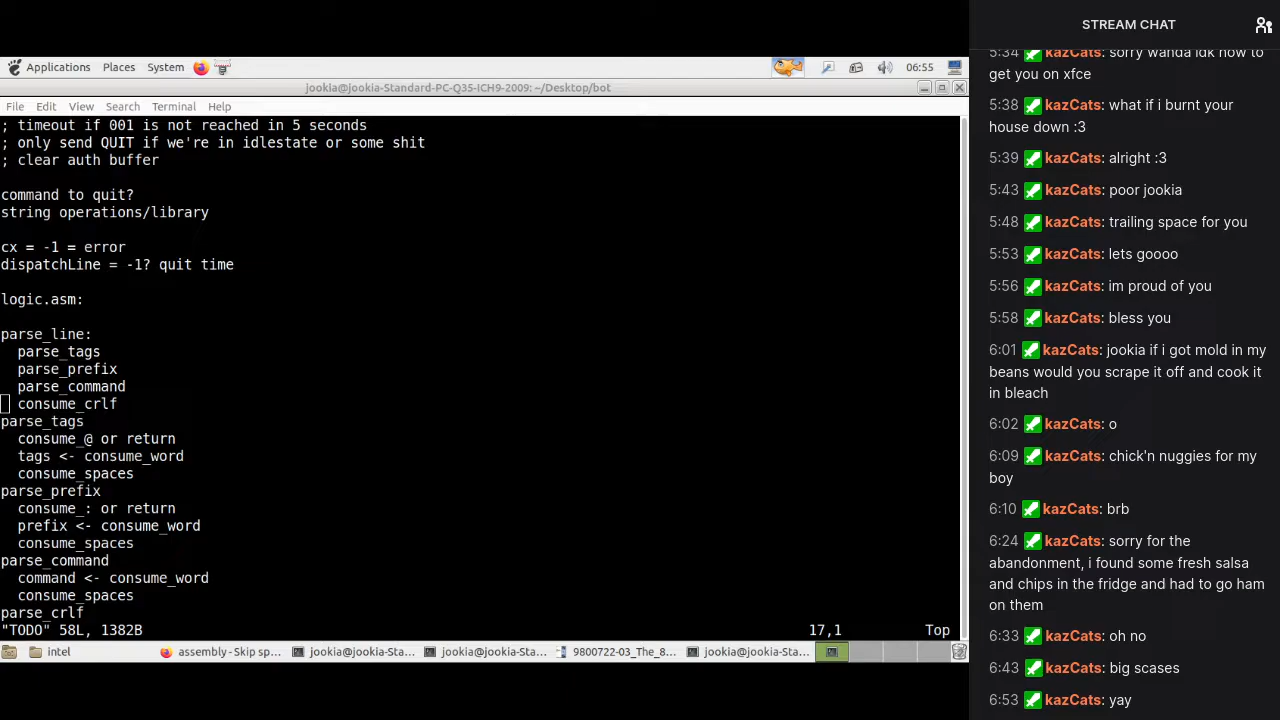 Applications Places System 06:55
jookia@jookia-Standard-PC-Q35-ICH9-2009: ~/Desktop/bot
File Edit View Search Terminal Help
; timeout if 001 is not reached in 5 seconds
; only send QUIT if we're in idlestate or some shit
; clear auth buffer
command to quit?
string operations/library
cx = -1 = error
dispatchLine = -1? quit time
logic.asm:
parse_line:
parse_tags
parse_prefix
parse_command
consume_crlf
parse_tags
consume_@ or return
tags <- consume_word
consume_spaces
parse_prefix
consume_: or return
prefix <- consume_word
consume_spaces
parse_command
command <- consume_word
consume_spaces
parse_crlf
"TODO" 58L, 1382B 17,1 Top
intel assembly - Skip sp... jookia@jookia-Sta... jookia@jookia-Sta... 9800722-03_The_8... jookia@jookia-Sta...
STREAM CHAT
5:34 kazCats: sorry wanda idk how to
get you on xfce
5:38 kazCats: what if i burnt your
house down :3
5:39 kazCats: alright :3
5:43 kazCats: poor jookia
5:48 kazCats: trailing space for you
5:53 kazCats: lets goooo
5:56 kazCats: im proud of you
5:58 kazCats: bless you
6:01 kazCats: jookia if i got mold in my
beans would you scrape it off and cook it
in bleach
6:02 kazCats: o
6:09 kazCats: chick'n nuggies for my
boy
6:10 kazCats: brb
6:24 kazCats: sorry for the
abandonment, i found some fresh salsa
and chips in the fridge and had to go ham
on them
6:33 kazCats: oh no
6:43 kazCats: big scases
6:53 kazCats: yay